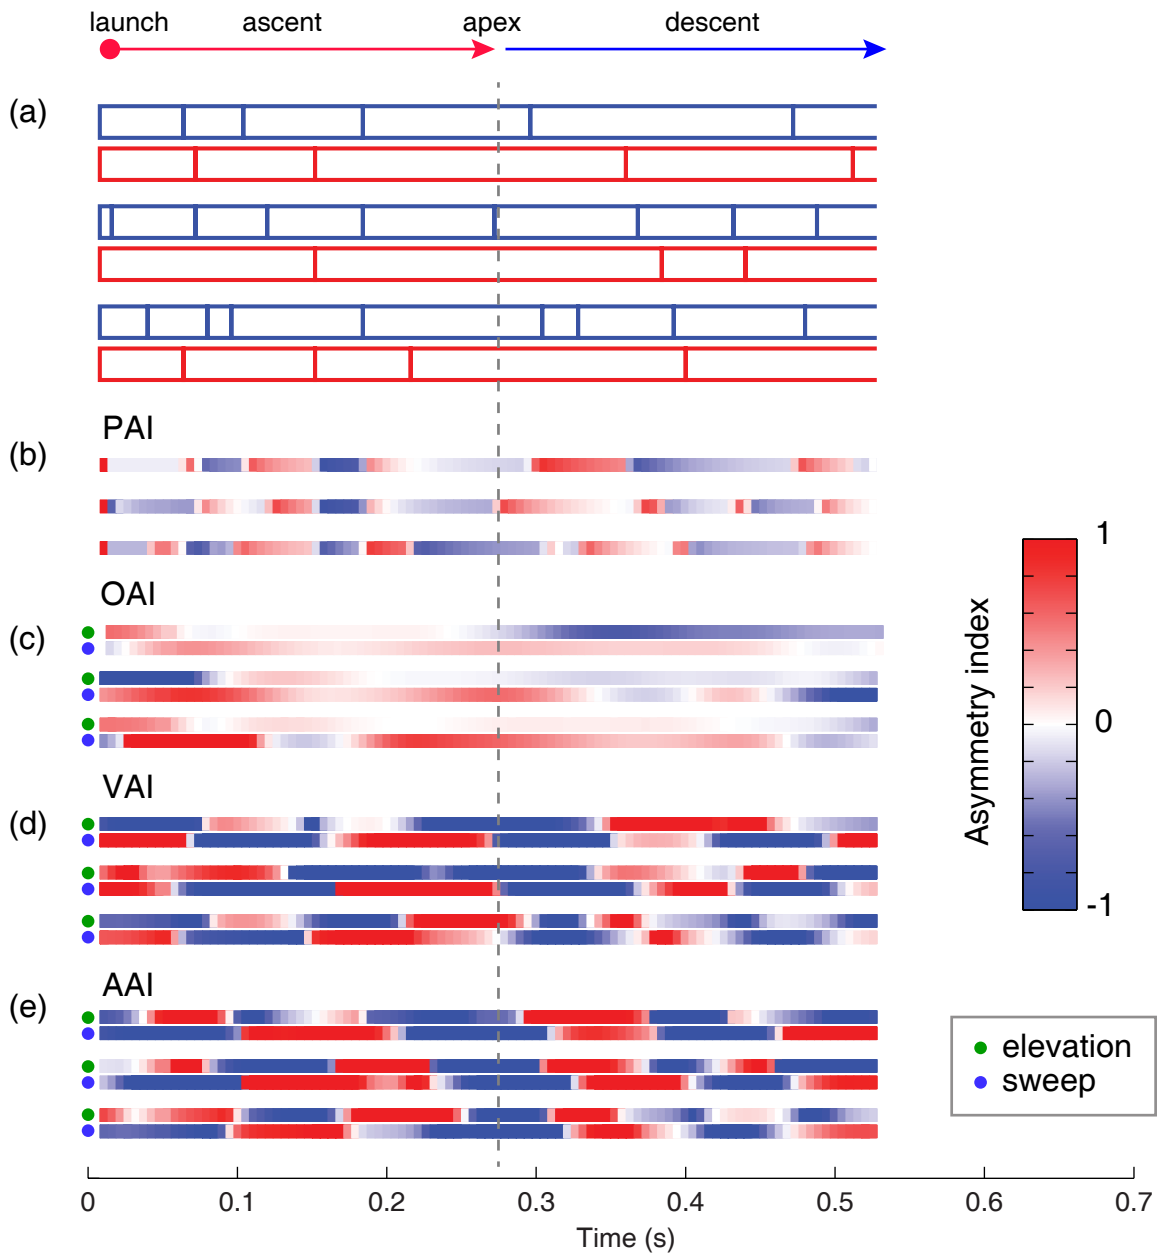 launch ascent apex descent
(a)
PAI
(b)
OAI
(c)
VAI
(d)
AAI
(e)
Asymmetry index
1
0
-1
elevation
sweep
0 0.1 0.2 0.3 0.4 0.5 0.6 0.7
Time (s)